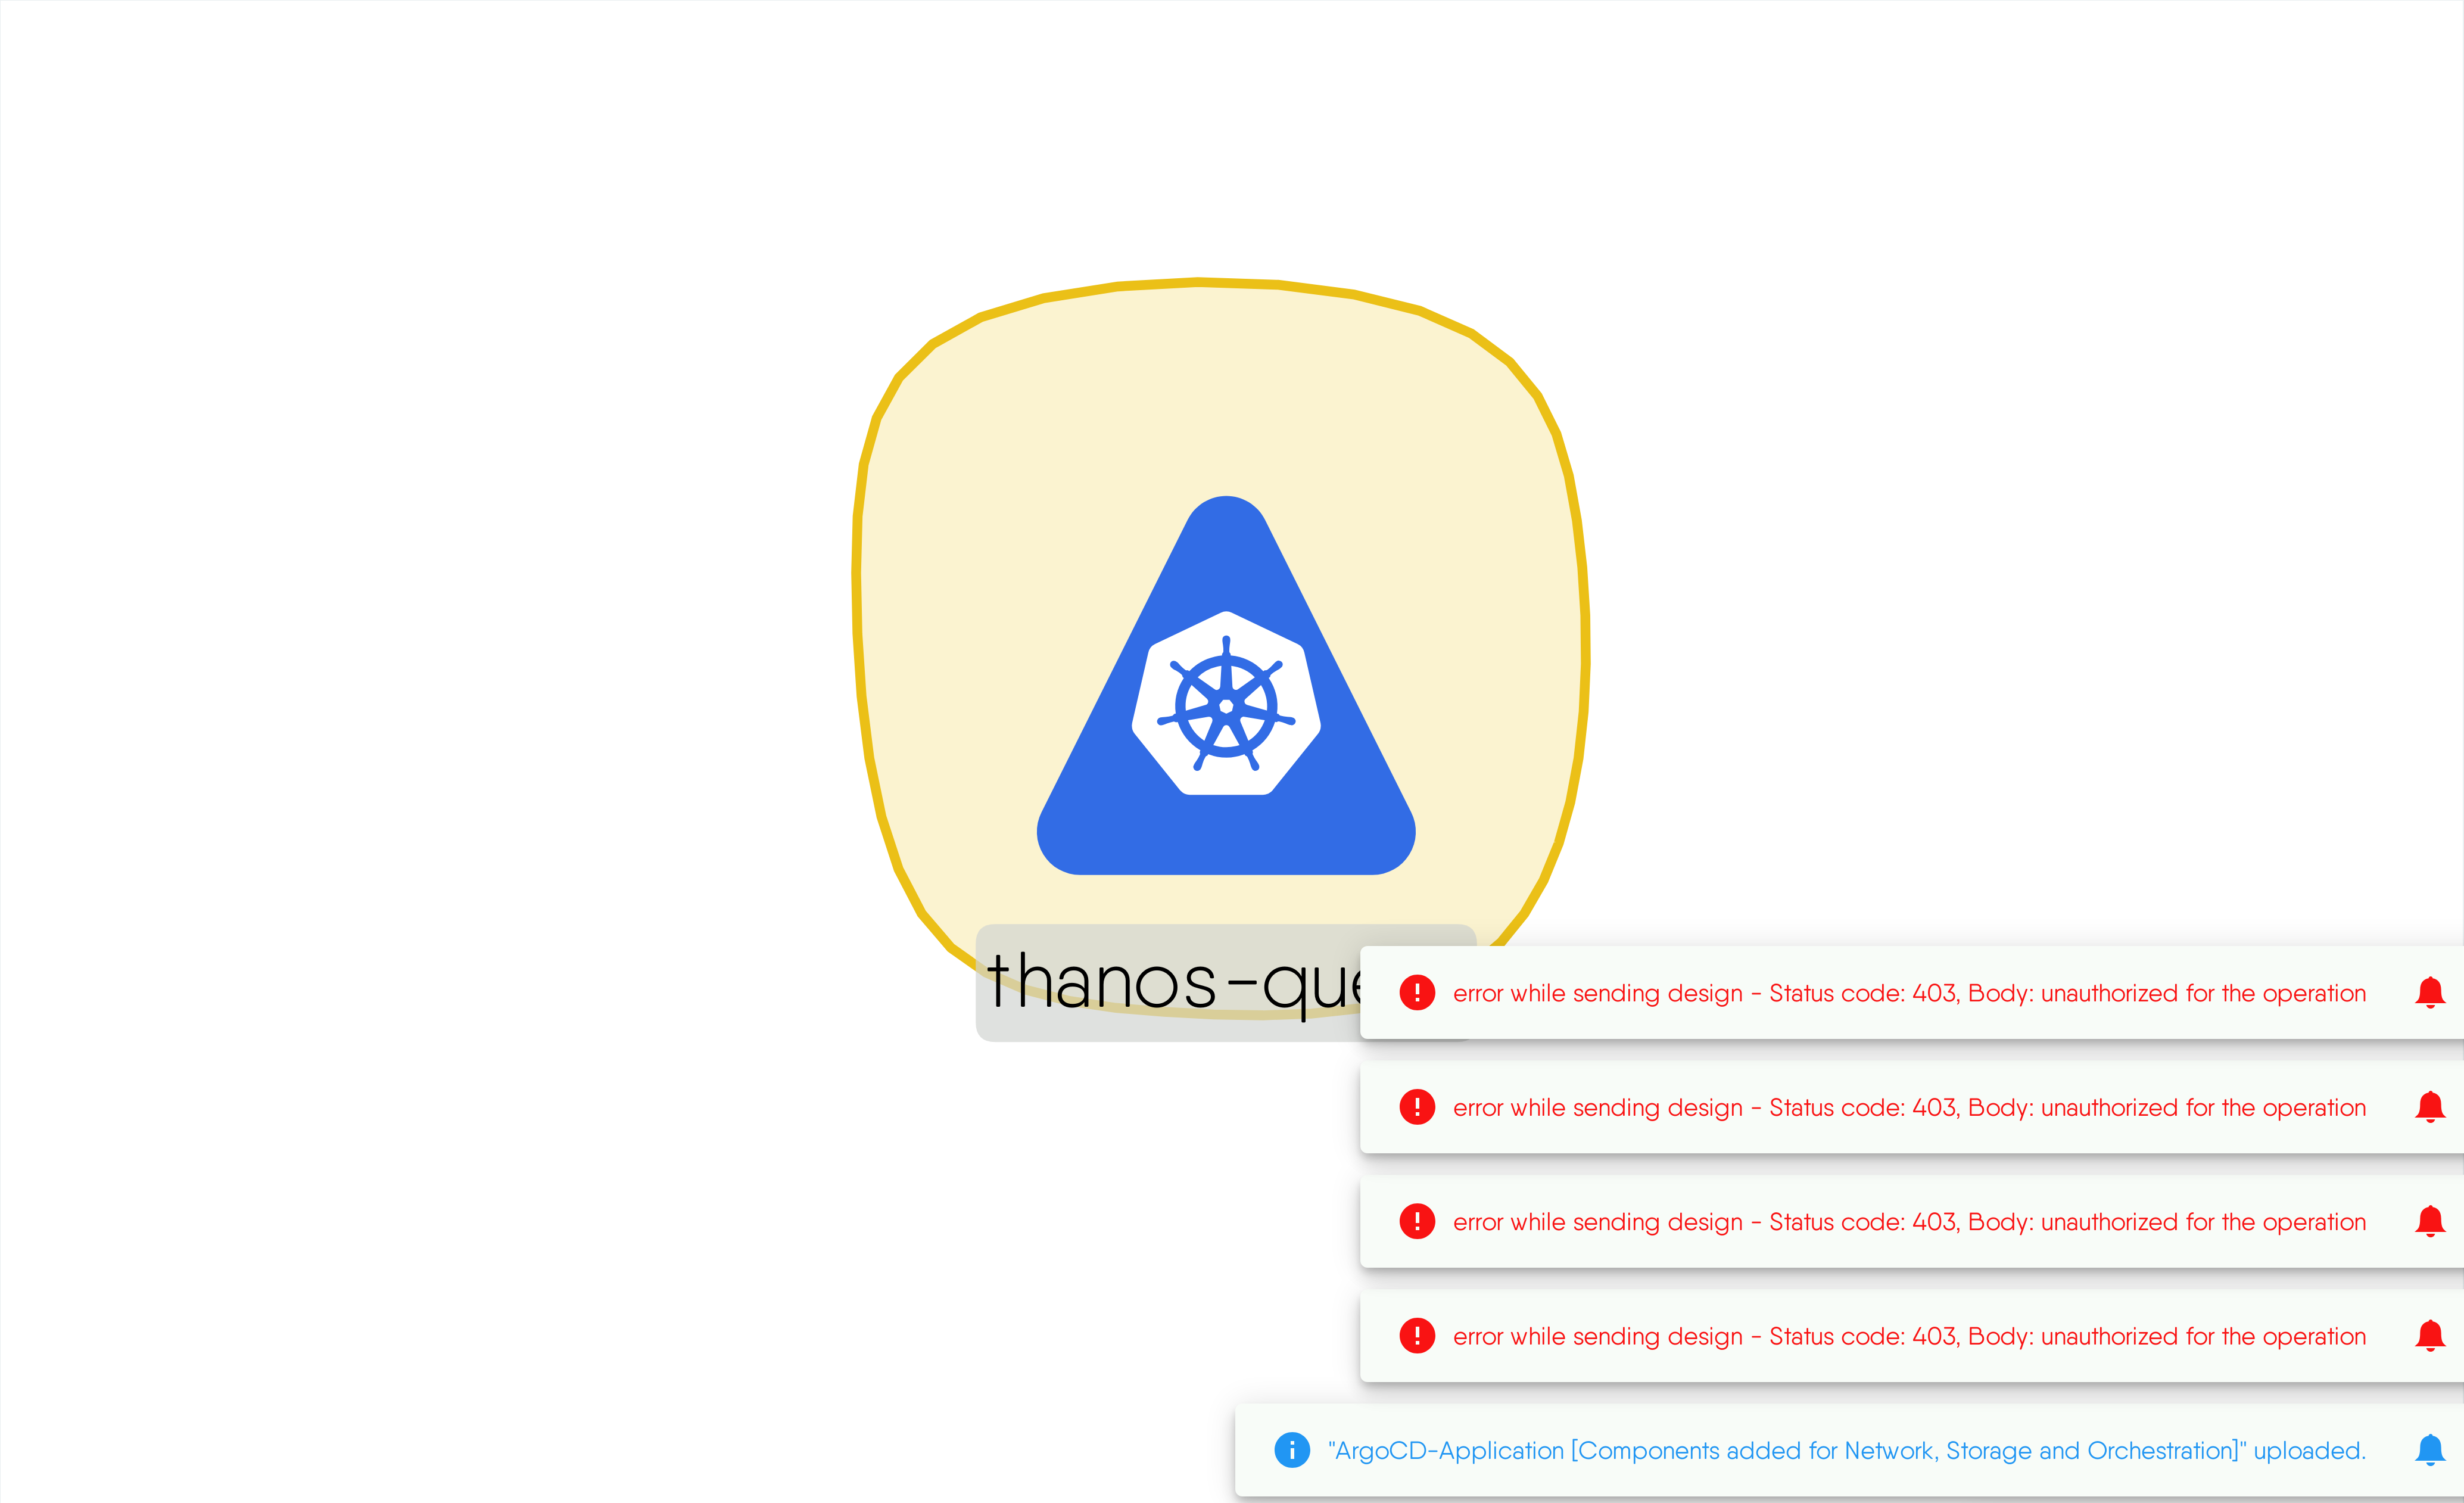 thanos-que
error while sending design - Status code: 403, Body: unauthorized for the operation
error while sending design - Status code: 403, Body: unauthorized for the operation
error while sending design - Status code: 403, Body: unauthorized for the operation
error while sending design - Status code: 403, Body: unauthorized for the operation
"ArgoCD-Application [Components added for Network, Storage and Orchestration]" uploaded.